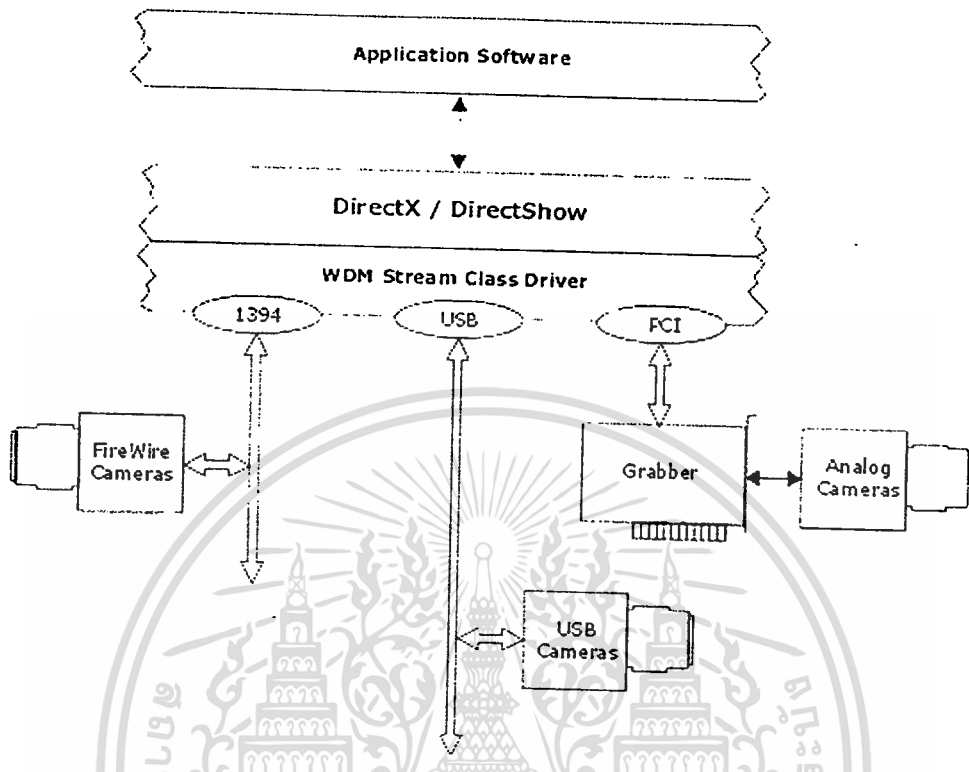 Application Software
DirectX / DirectShow
WDM Stream Class Driver
1394
USB
PCI
FireWire
Cameras
Grabber
Analog
Cameras
USB
Cameras